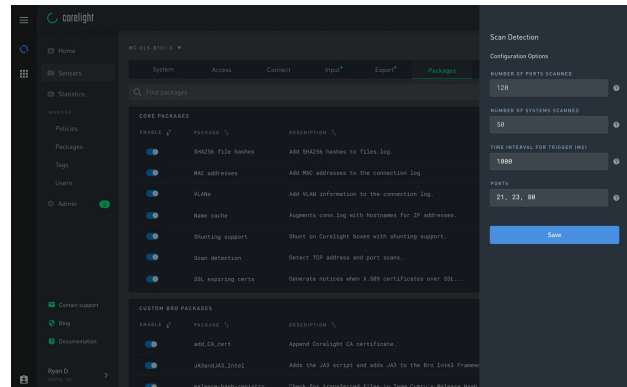 corelight
Home
Sensors
Statistics
MANAGE
Policies
Packages
Tags
Users
Admin
Contact support
Blog
Documentation
Ryan D.
System Access Connect Input Export Packages
Find packages
CORE PACKAGES
ENABLE PACKAGE DESCRIPTION
SHA256 file hashes Add SHA256 hashes to files.log.
MAC addresses Add MAC addresses to the connection log.
VLANs Add VLAN information to the connection log.
Name cache Augments conn.log with hostnames for IP addresses.
Shunting support Shunt on Corelight boxes with shunting support.
Scan detection Detect TCP address and port scans.
SSL expiring certs Generate notices when X.509 certificates over SSL...
CUSTOM BRO PACKAGES
ENABLE PACKAGE DESCRIPTION
add_CA_cert Append Corelight CA certificate.
JA3andJA3_Intel Adds the JA3 script and adds JA3 to the Bro Intel Framew
Scan Detection
Configuration Options
NUMBER OF PORTS SCANNED
120
NUMBER OF SYSTEMS SCANNED
50
TIME INTERVAL FOR TRIGGER (MS)
1000
PORTS
21, 23, 80
Save